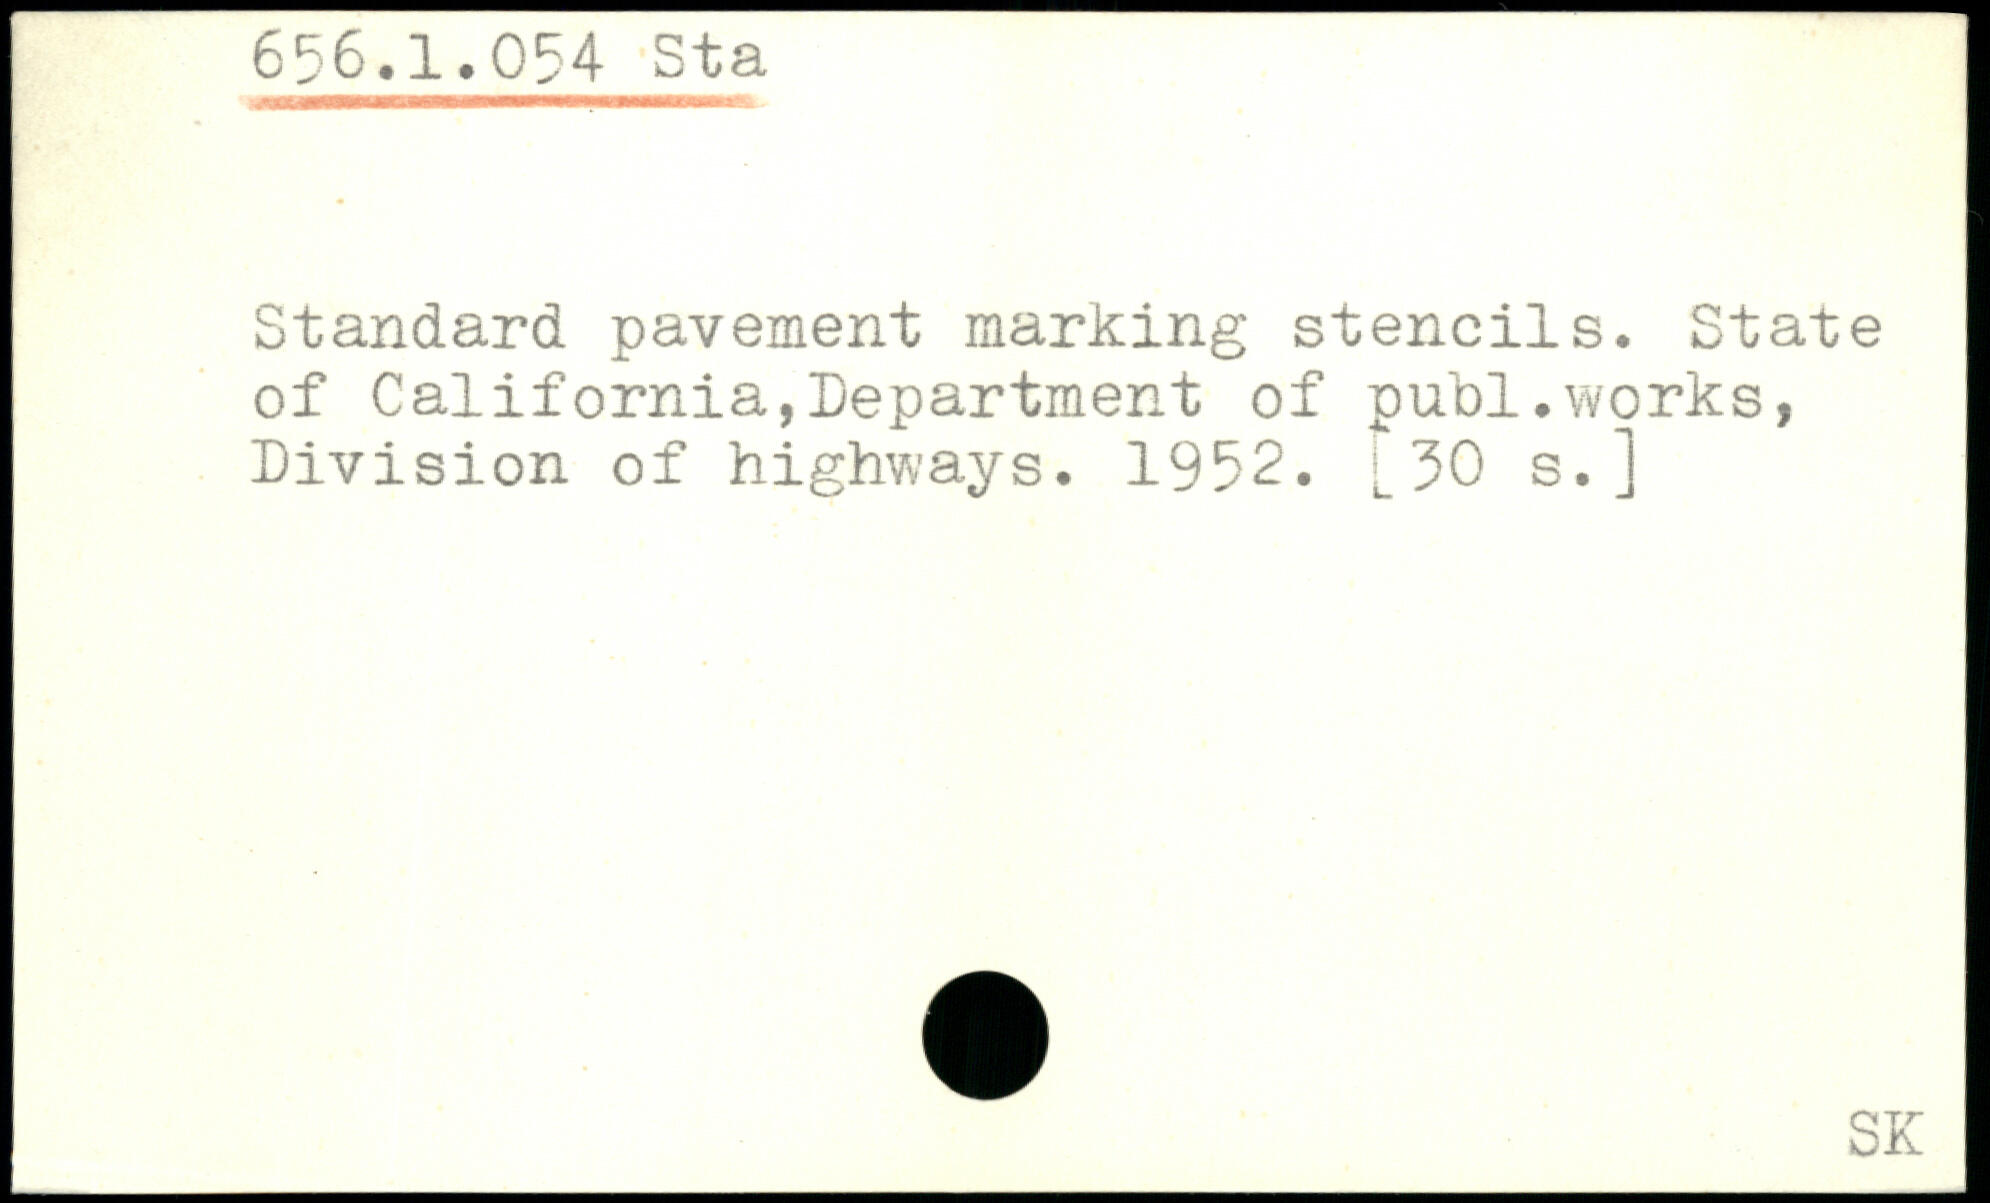 656.1.054 Sta
Standard pavement marking stencils. State
of California,Department of publ.works,
Division of highways. 1952. [30 s.]
SK